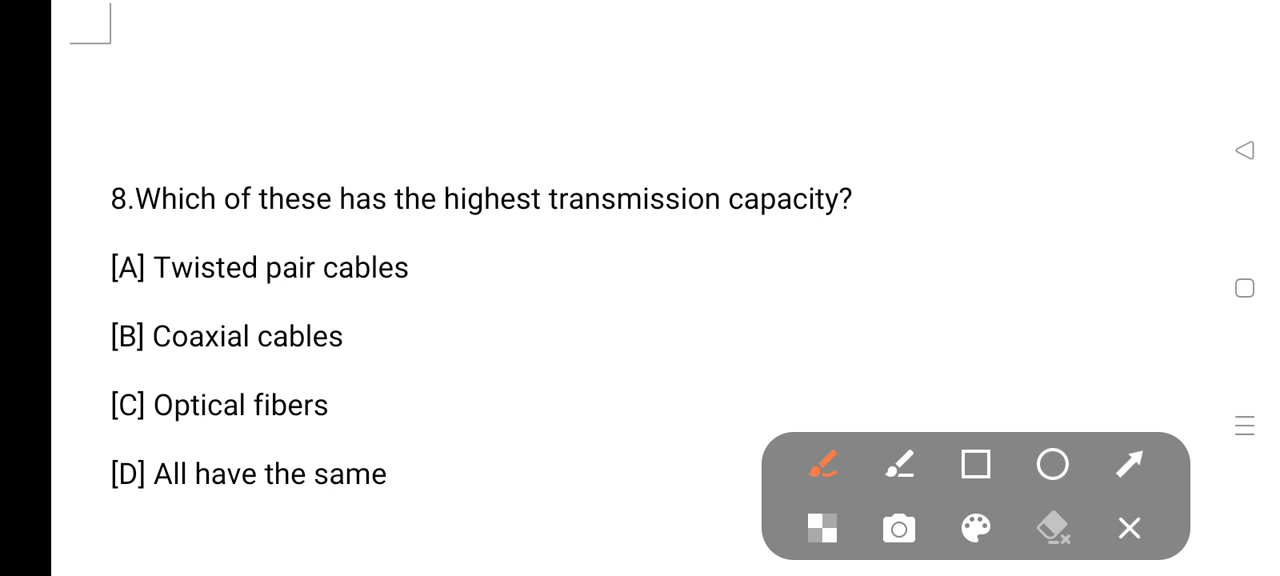 8.Which of these has the highest transmission capacity?
[A] Twisted pair cables
[B] Coaxial cables
[C] Optical fibers
[D] All have the same